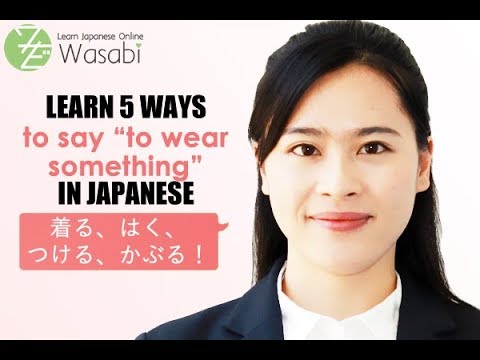 Learn Japanese Online
Wasabi
LEARN 5 WAYS
to say “to wear
something”
IN JAPANESE
着る、はく、
つける、かぶる！